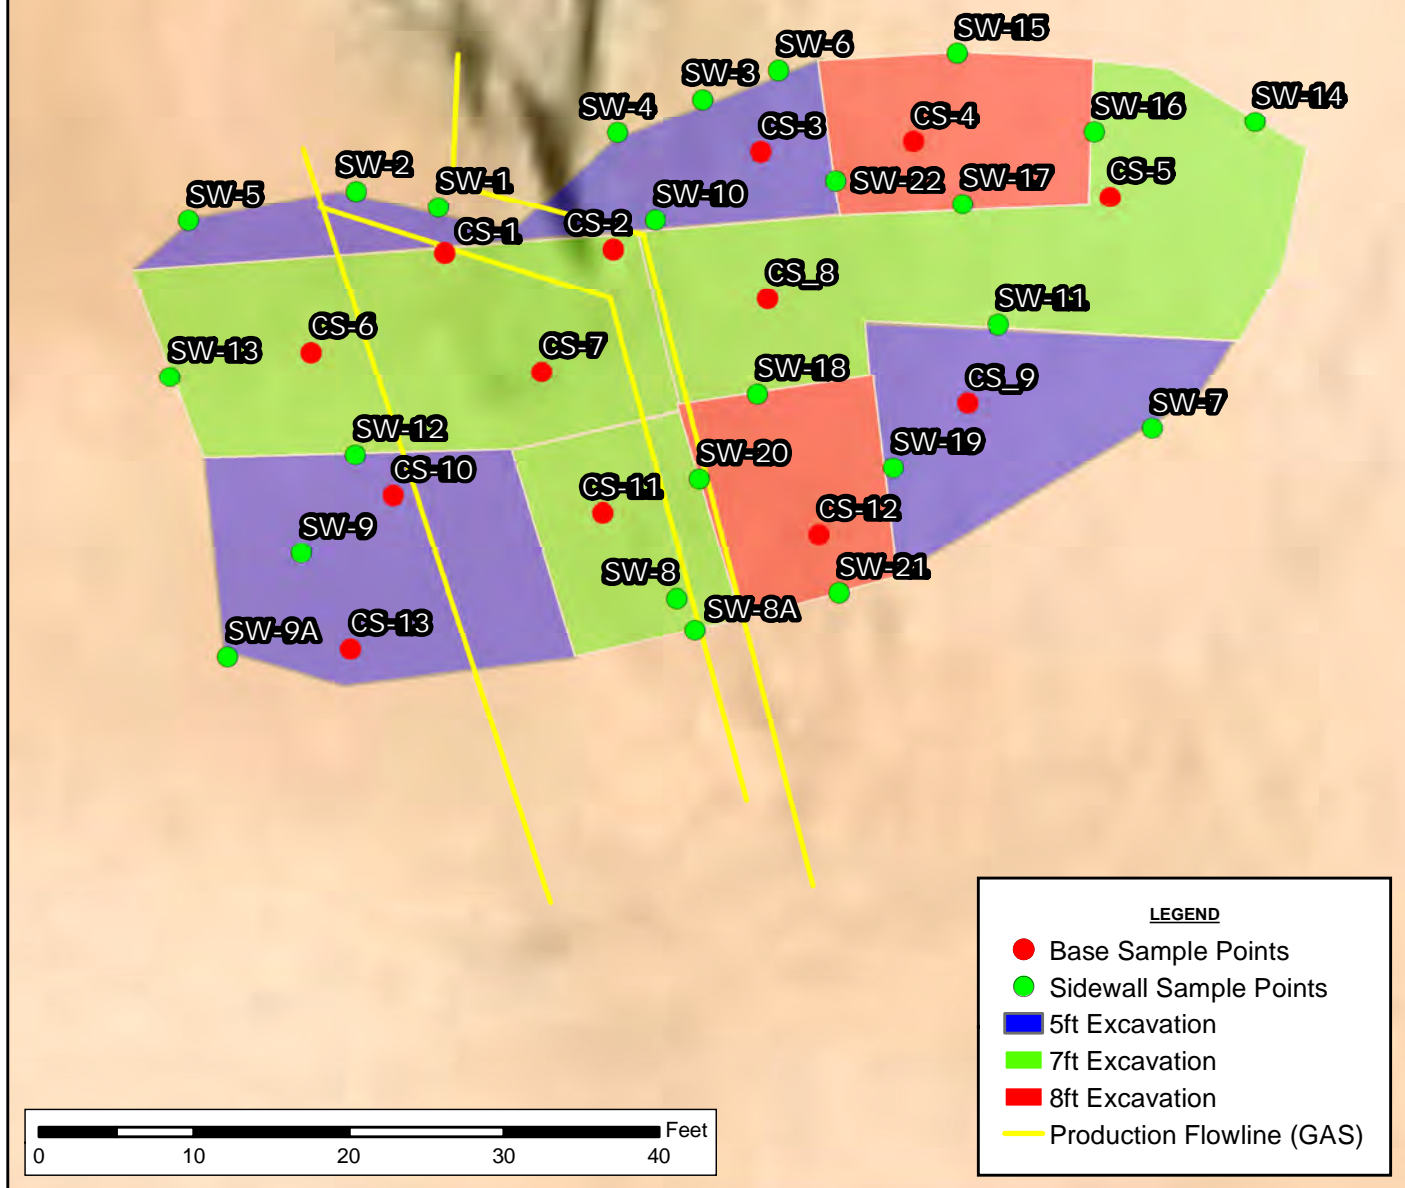 SW-15
SW-6
SW-3
SW-14
SW-4
SW-16
CS-4
CS-3
SW-2
SW-1
SW-5
SW-22
SW-17
CS-5
SW-10
CS-1
CS-2
CS_8
SW-11
CS-6
SW-13
CS-7
SW-18
CS_9
SW-7
SW-12
SW-19
SW-20
CS-10
CS-11
CS-12
SW-9
SW-8
SW-21
SW-8A
SW-9A
CS-13
LEGEND
Base Sample Points
Sidewall Sample Points
5ft Excavation
7ft Excavation
8ft Excavation
Production Flowline (GAS)
Feet
0 10 20 30 40